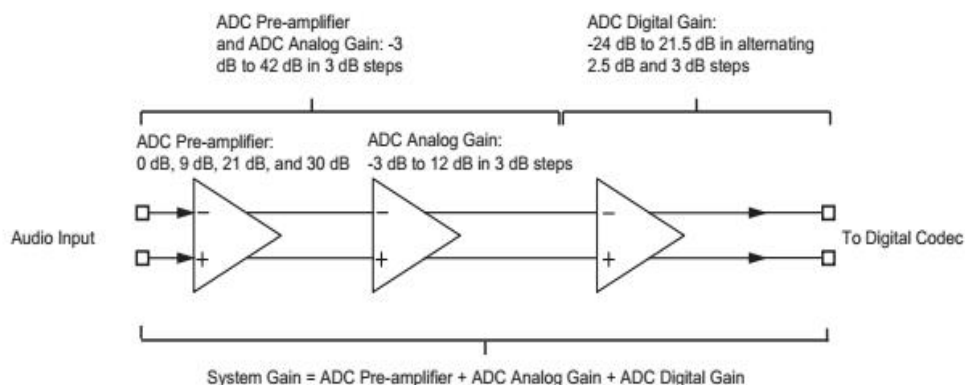 ADC Pre-amplifier
and ADC Analog Gain: -3
dB to 42 dB in 3 dB steps
ADC Digital Gain:
-24 dB to 21.5 dB in alternating
2.5 dB and 3 dB steps
ADC Pre-amplifier:
0 dB, 9 dB, 21 dB, and 30 dB
ADC Analog Gain:
-3 dB to 12 dB in 3 dB steps
Audio Input
− + − + − +
To Digital Codec
System Gain = ADC Pre-amplifier + ADC Analog Gain + ADC Digital Gain